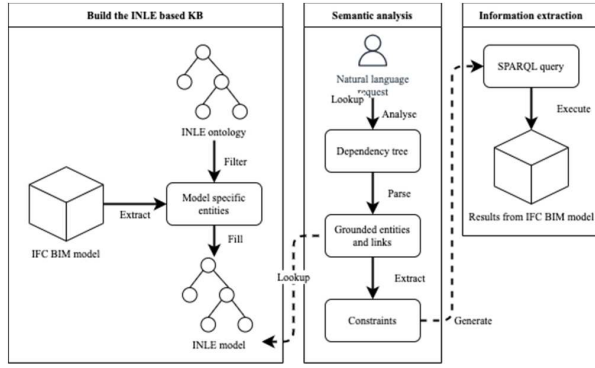 Build the INLE based KB
INLE ontology
Filter
Model specific
entities
Extract
IFC BIM model
Fill
INLE model
Lookup
Semantic analysis
Natural language
request
Lookup
Analyse
Dependency tree
Parse
Grounded entities
and links
Extract
Constraints
Generate
Information extraction
SPARQL query
Execute
Results from IFC BIM model